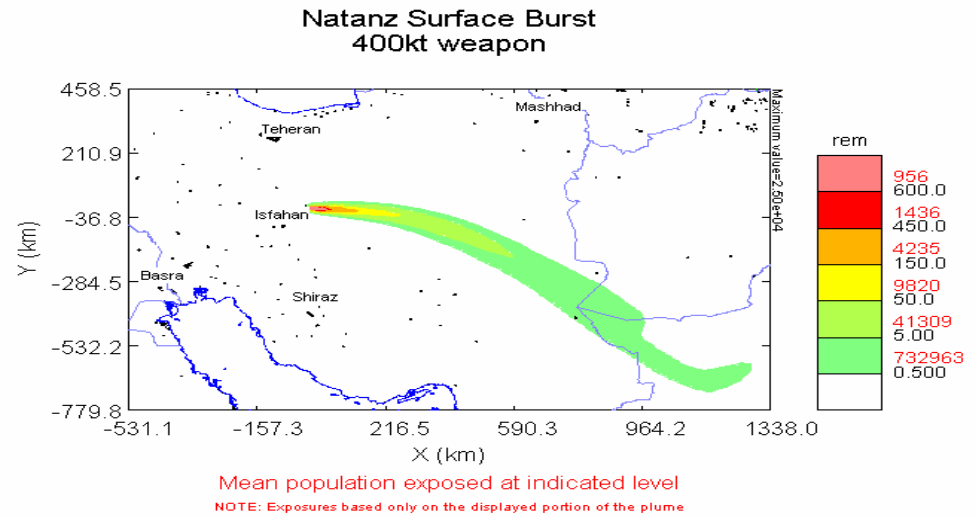 Natanz Surface Burst
400kt weapon
458.5
210.9
-36.8
-284.5
-532.2
-779.8
Y (km)
Mashhad
Teheran
Isfahan
Basra
Shiraz
Maximum value=2.50e+04
-531.1 -157.3 216.5 590.3 964.2 1338.0
X (km)
rem
956
600.0
1436
450.0
4235
150.0
9820
50.0
41309
5.00
732963
0.500
Mean population exposed at indicated level
NOTE: Exposures based only on the displayed portion of the plume